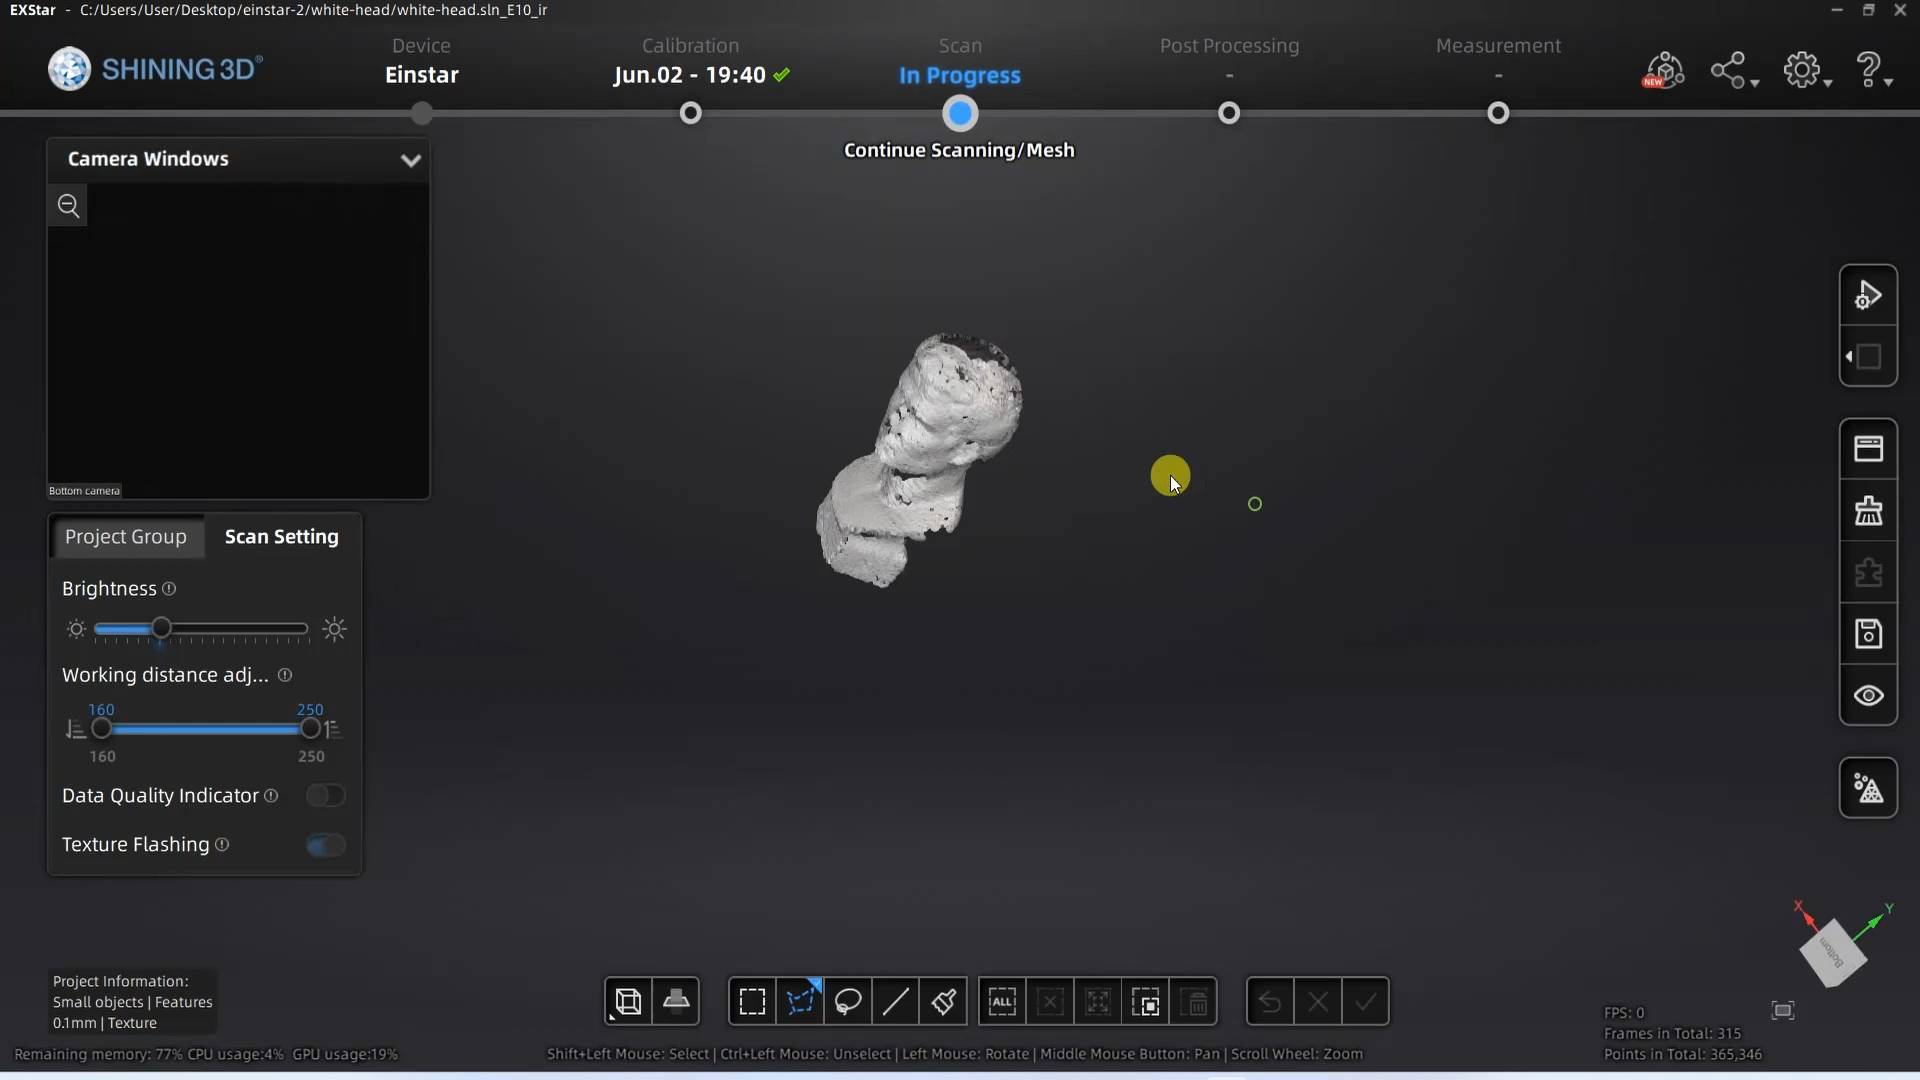 EXStar - C:/Users/User/Desktop/einstar-2/white-head/white-head.sln_E10_ir
SHINING 3D®
Device
Einstar
Calibration
Jun.02 - 19:40
Scan
In Progress
Post Processing
-
Measurement
-
NEW
Continue Scanning/Mesh
Camera Windows
Bottom camera
Project Group
Scan Setting
Brightness
Working distance adj...
160 250
160 250
Data Quality Indicator
Texture Flashing
Project Information:
Small objects | Features
0.1mm | Texture
ALL
X
Y
Bottom
FPS: 0
Frames in Total: 315
Points in Total: 365,346
Remaining memory: 77% CPU usage:4% GPU usage:19%
Shift+Left Mouse: Select | Ctrl+Left Mouse: Unselect | Left Mouse: Rotate | Middle Mouse Button: Pan | Scroll Wheel: Zoom